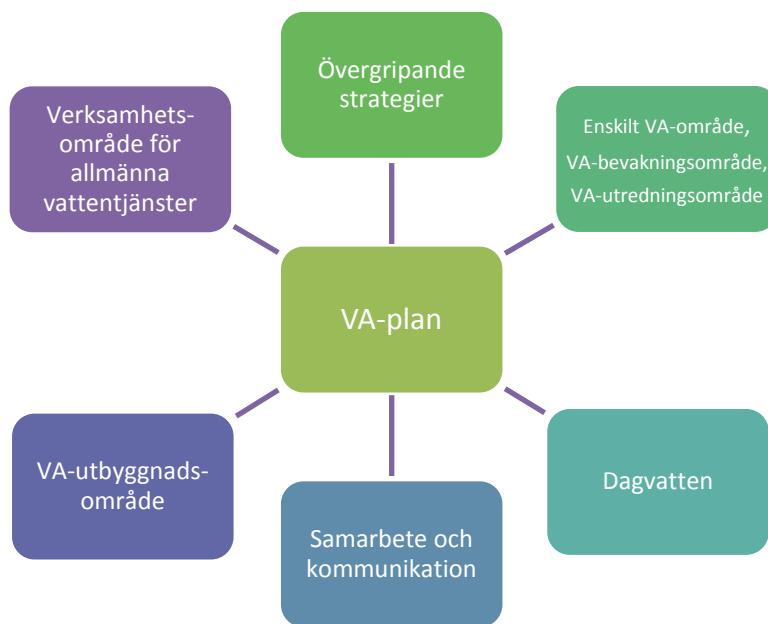 Övergripande
strategier
Verksamhets-
område för
allmänna
vattentjänster
Enskilt VA-område,
VA-bevakningsområde,
VA-utredningsområde
VA-plan
VA-utbyggnads-
område
Dagvatten
Samarbete och
kommunikation